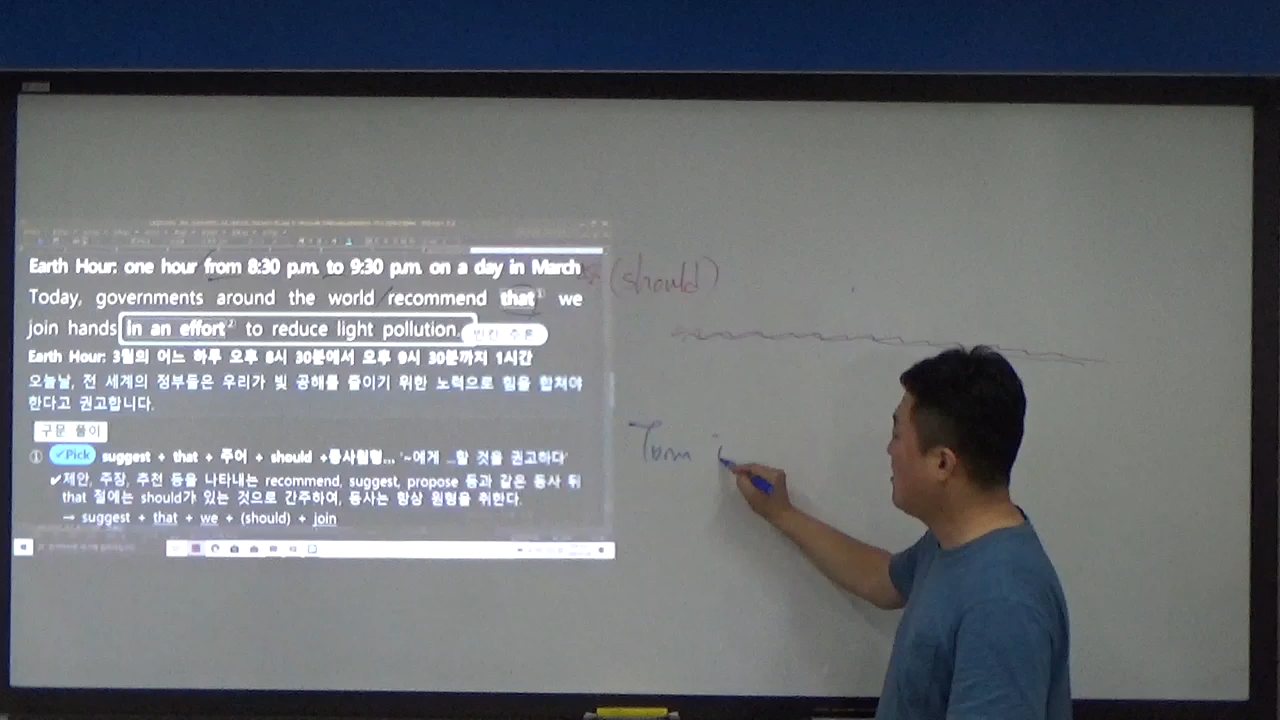 Earth Hour: one hour from 8:30 p.m. to 9:30 p.m. on a day in March
Today, governments around the world recommend that① we
join hands in an effort② to reduce light pollution. 빈칸 추론
Earth Hour: 3월의 어느 하루 오후 8시 30분에서 오후 9시 30분까지 1시간
오늘날, 전 세계의 정부들은 우리가 빛 공해를 줄이기 위한 노력으로 힘을 합쳐야
한다고 권고합니다.
구문 풀이
① ✓Pick suggest + that + 주어 + should +동사원형... '~에게 …할 것을 권고하다'
✔제안, 주장, 추천 등을 나타내는 recommend, suggest, propose 등과 같은 동사 뒤
that 절에는 should가 있는 것으로 간주하여, 동사는 항상 원형을 취한다.
→ suggest + that + we + (should) + join
(should)
Tom i